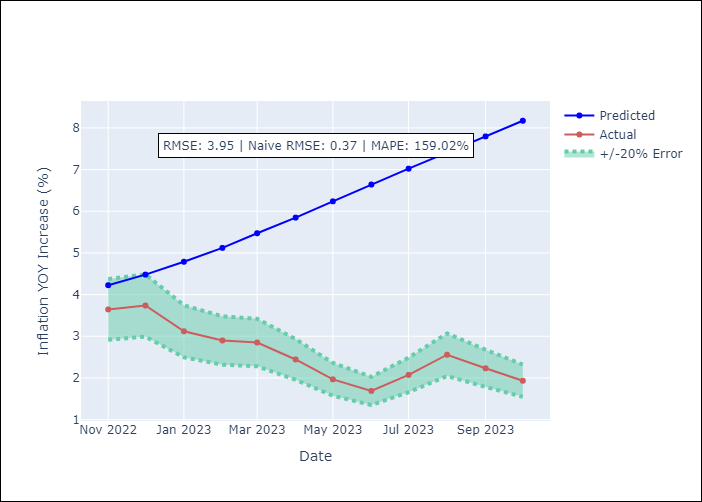 Predicted
Actual
+/-20% Error
RMSE: 3.95 | Naive RMSE: 0.37 | MAPE: 159.02%
Inflation YOY Increase (%)
8
7
6
5
4
3
2
1
Nov 2022 Jan 2023 Mar 2023 May 2023 Jul 2023 Sep 2023
Date